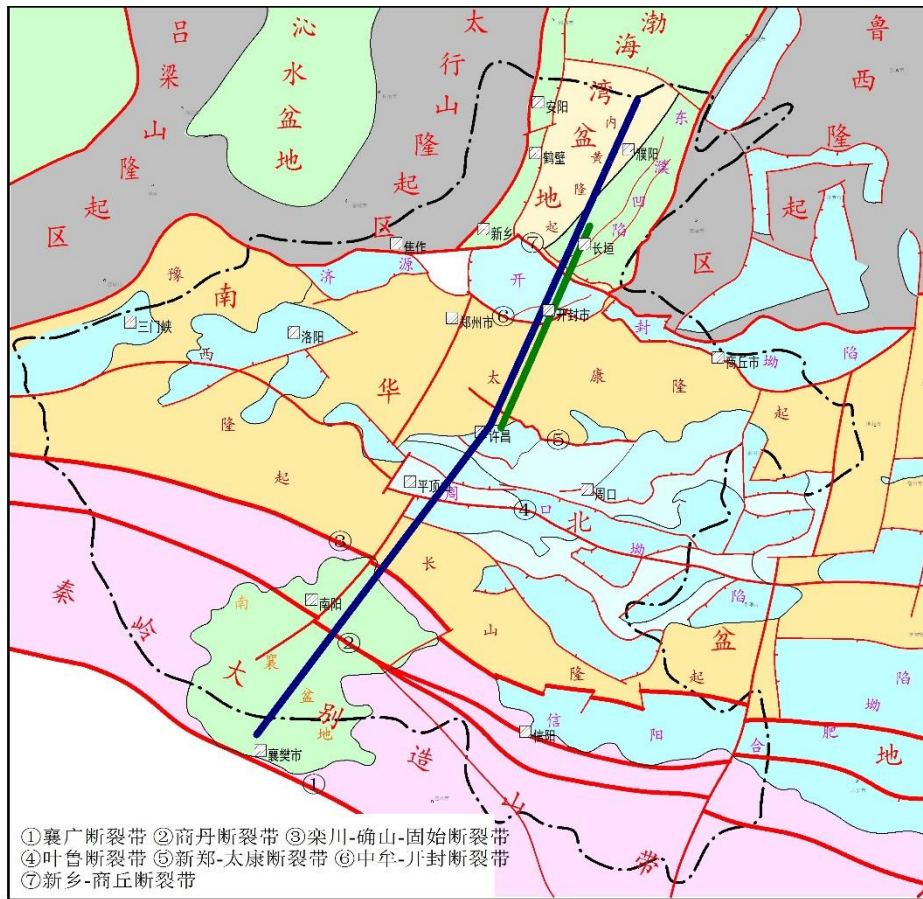 吕梁山隆起区
沁水盆地
太行山隆起区
渤海湾盆地
鲁西隆起区
内黄隆起
东濮凹陷
安阳
鹤壁
濮阳
新乡
⑦
长垣
焦作
济源
开封坳陷
豫西隆起
南华北盆地
三门峡
洛阳
郑州市
⑥
开封市
商丘市
太康隆起
许昌
⑤
平顶
周口坳陷
④
周口
③
长山隆起
南阳
②
南襄盆地
秦岭大别造山带
襄樊市
①
信阳
信阳
合肥坳陷
①襄广断裂带 ②商丹断裂带 ③栾川-确山-固始断裂带
④叶鲁断裂带 ⑤新郑-太康断裂带 ⑥中牟-开封断裂带
⑦新乡-商丘断裂带